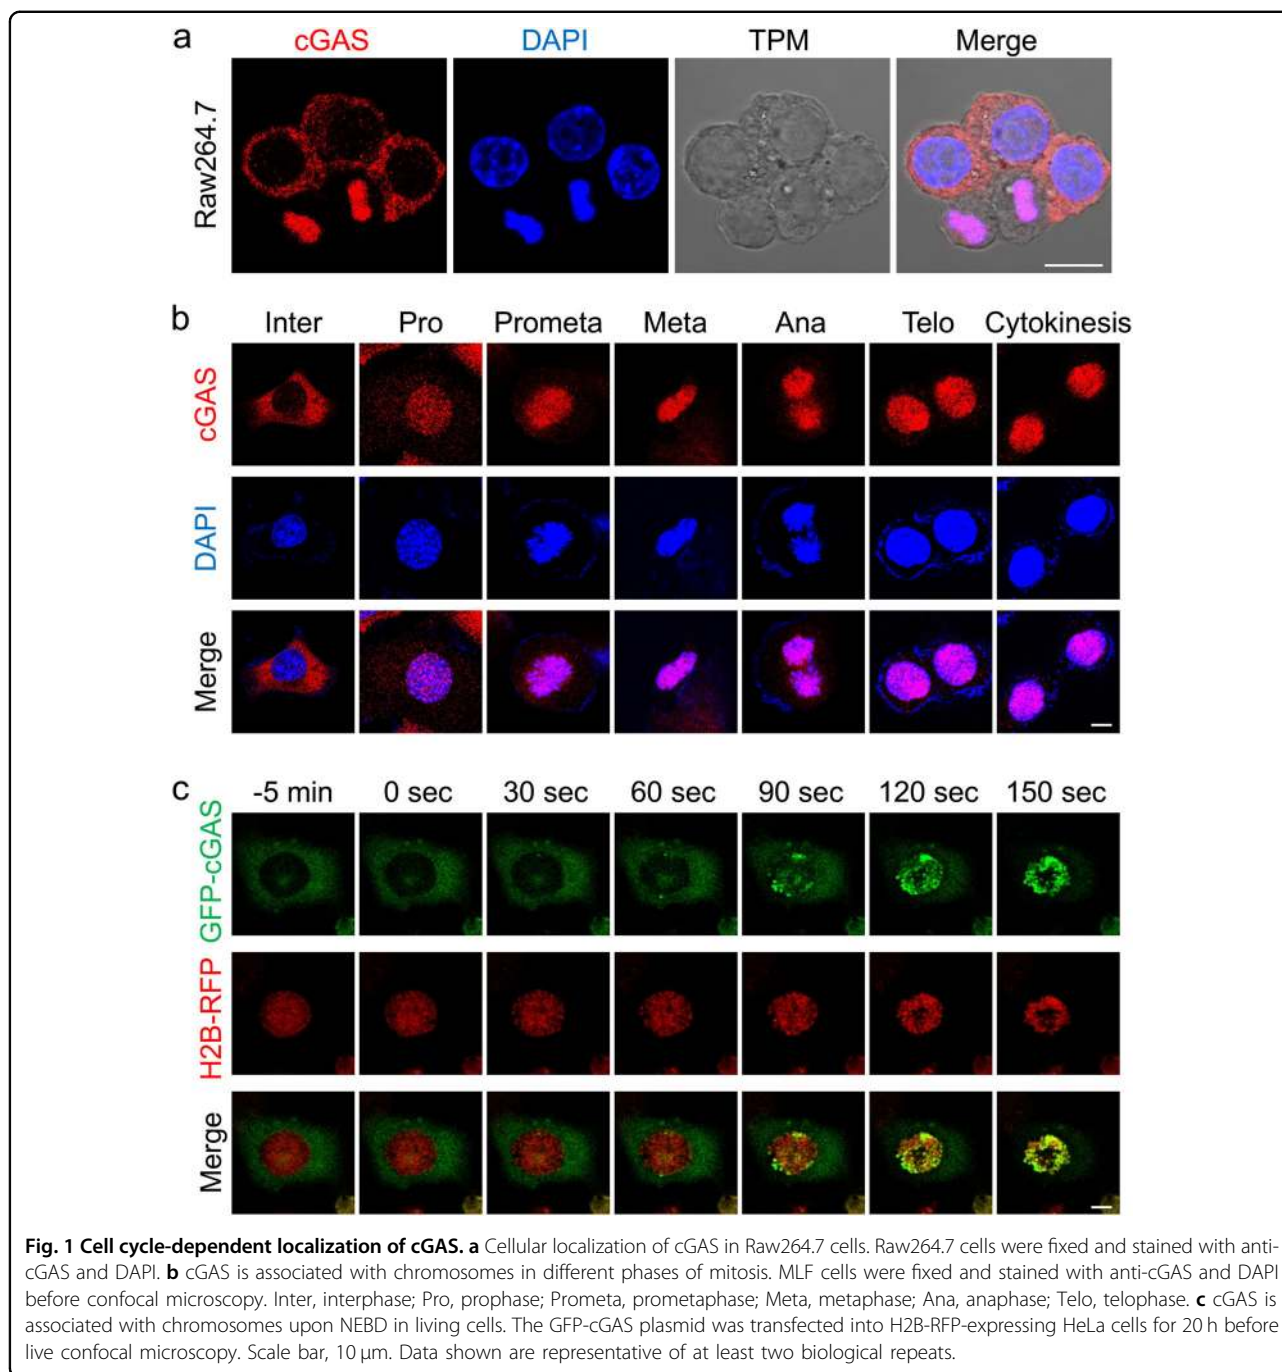 a
cGAS DAPI TPM Merge
Raw264.7
b
Inter Pro Prometa Meta Ana Telo Cytokinesis
cGAS
DAPI
Merge
c
-5 min 0 sec 30 sec 60 sec 90 sec 120 sec 150 sec
GFP-cGAS
H2B-RFP
Merge
Fig. 1 Cell cycle-dependent localization of cGAS. a Cellular localization of cGAS in Raw264.7 cells. Raw264.7 cells were fixed and stained with anti-
cGAS and DAPI. b cGAS is associated with chromosomes in different phases of mitosis. MLF cells were fixed and stained with anti-cGAS and DAPI
before confocal microscopy. Inter, interphase; Pro, prophase; Prometa, prometaphase; Meta, metaphase; Ana, anaphase; Telo, telophase. c cGAS is
associated with chromosomes upon NEBD in living cells. The GFP-cGAS plasmid was transfected into H2B-RFP-expressing HeLa cells for 20 h before
live confocal microscopy. Scale bar, 10 μm. Data shown are representative of at least two biological repeats.